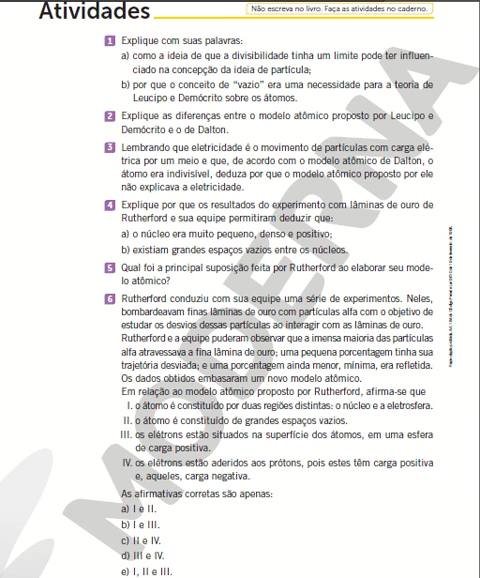 Atividades
Não escreva no livro. Faça as atividades no caderno.
1 Explique com suas palavras:
a) como a ideia de que a divisibilidade tinha um limite pode ter influen-
ciado na concepção da ideia de partícula;
b) por que o conceito de “vazio” era uma necessidade para a teoria de
Leucipo e Demócrito sobre os átomos.
2 Explique as diferenças entre o modelo atômico proposto por Leucipo e
Demócrito e o de Dalton.
3 Lembrando que eletricidade é o movimento de partículas com carga elé-
trica por um meio e que, de acordo com o modelo atômico de Dalton, o
átomo era indivisível, deduza por que o modelo atômico proposto por ele
não explicava a eletricidade.
4 Explique por que os resultados do experimento com lâminas de ouro de
Rutherford e sua equipe permitiram deduzir que:
a) o núcleo era muito pequeno, denso e positivo;
b) existiam grandes espaços vazios entre os núcleos.
5 Qual foi a principal suposição feita por Rutherford ao elaborar seu mode-
lo atômico?
6 Rutherford conduziu com sua equipe uma série de experimentos. Neles,
bombardeavam finas lâminas de ouro com partículas alfa com o objetivo de
estudar os desvios dessas partículas ao interagir com as lâminas de ouro.
Rutherford e a equipe puderam observar que a imensa maioria das partículas
alfa atravessava a fina lâmina de ouro; uma pequena porcentagem tinha sua
trajetória desviada; e uma porcentagem ainda menor, mínima, era refletida.
Os dados obtidos embasaram um novo modelo atômico.
Em relação ao modelo atômico proposto por Rutherford, afirma-se que
I. o átomo é constituído por duas regiões distintas: o núcleo e a eletrosfera.
II. o átomo é constituído de grandes espaços vazios.
III. os elétrons estão situados na superfície dos átomos, em uma esfera
de carga positiva.
IV. os elétrons estão aderidos aos prótons, pois estes têm carga positiva
e, aqueles, carga negativa.
As afirmativas corretas são apenas:
a) I e II.
b) I e III.
c) II e IV.
d) III e IV.
e) I, II e III.
MODERNA